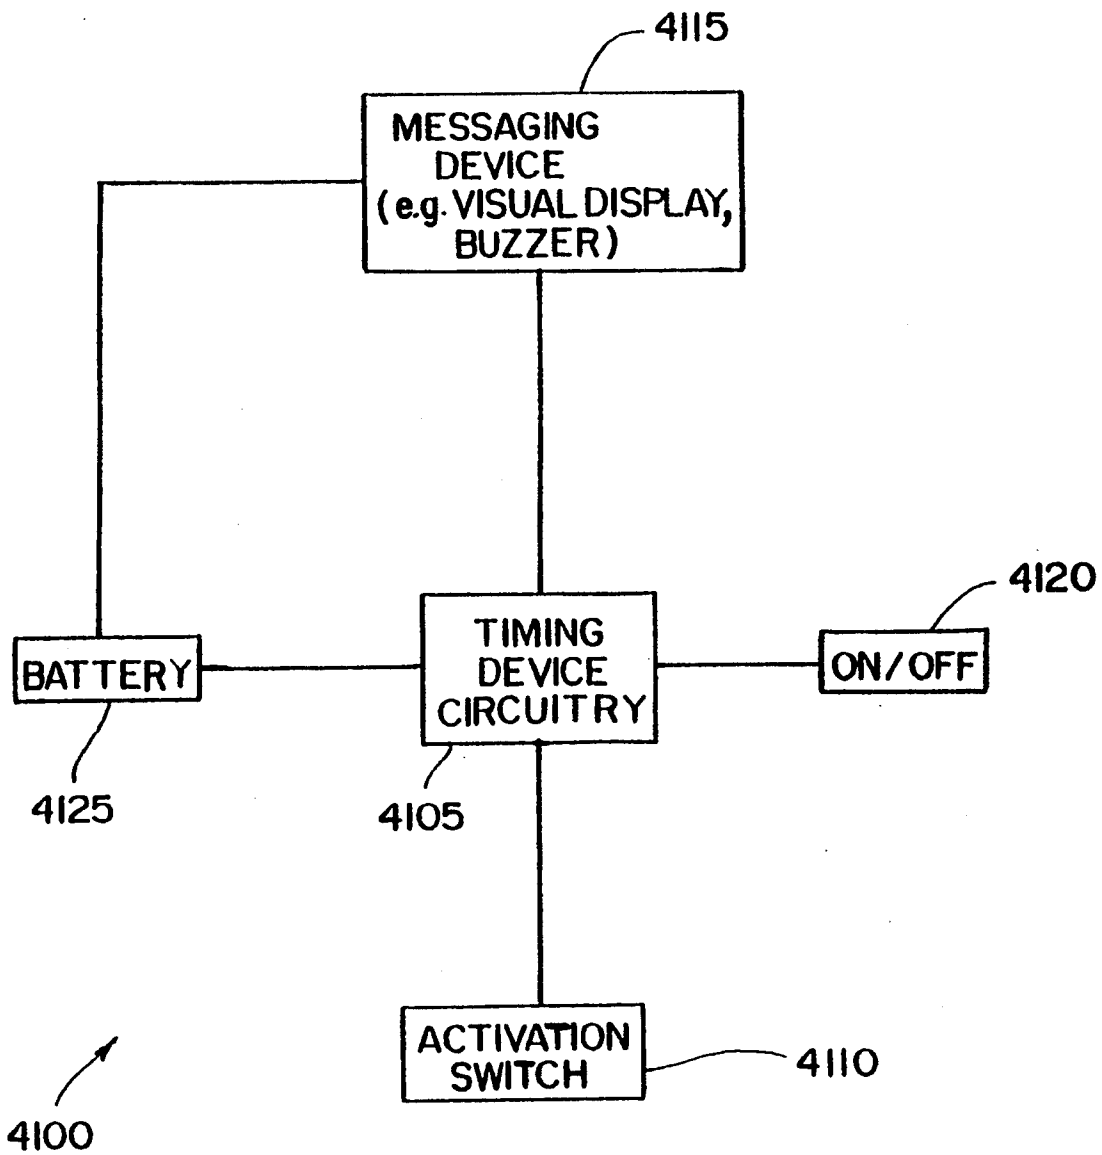 4115
MESSAGING
DEVICE
(e.g. VISUAL DISPLAY,
BUZZER)
4120
TIMING
DEVICE
CIRCUITRY
BATTERY
ON/OFF
4125
4105
ACTIVATION
SWITCH
4110
4100